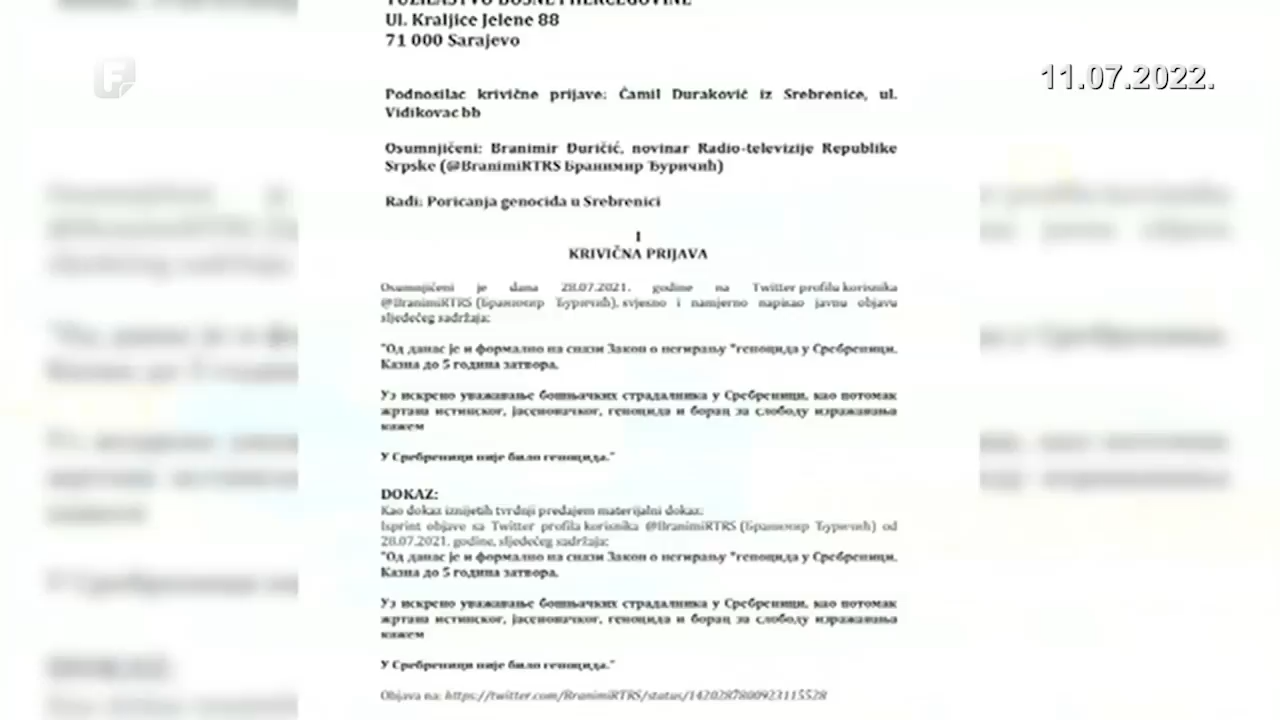 TUŽILAŠTVO BOSNE I HERCEGOVINE
Ul. Kraljice Jelene 88
71 000 Sarajevo
11.07.2022.
Podnosilac krivične prijave: Ćamil Duraković iz Srebrenice, ul.
Vidikovac bb
Osumnjičeni: Branimir Đuričić, novinar Radio-televizije Republike
Srpske (@BranimiRTRS Бранимир Ђуричић)
Radi: Poricanja genocida u Srebrenici
I
KRIVIČNA PRIJAVA
Osumnjičeni je dana 28.07.2021. godine na Twitter profilu korisnika
@BranimiRTRS (Бранимир Ђуричић), svjesno i namjerno napisao javnu objavu
sljedećeg sadržaja:
"Од данас је и формално на снази Закон о негирању "геноцида у Сребреници.
Казна до 5 година затвора.
Уз искрено уважавање бошњачких страдалника у Сребреници, као потомак
жртава истинског, јасеновачког, геноцида и борац за слободу изражавања
кажем
У Сребреници није било геноцида."
DOKAZ:
Kao dokaz iznijetih tvrdnji predajem materijalni dokaz:
Isprint objave sa Twitter profila korisnika @BranimiRTRS (Бранимир Ђуричић) od
28.07.2021. godine, sljedećeg sadržaja:
"Од данас је и формално на снази Закон о негирању "геноцида у Сребреници.
Казна до 5 година затвора.
Уз искрено уважавање бошњачких страдалника у Сребреници, као потомак
жртава истинског, јасеновачког, геноцида и борац за слободу изражавања
кажем
У Сребреници није било геноцида."
Objava na: https://twitter.com/BranimiRTRS/status/1420287800923115528